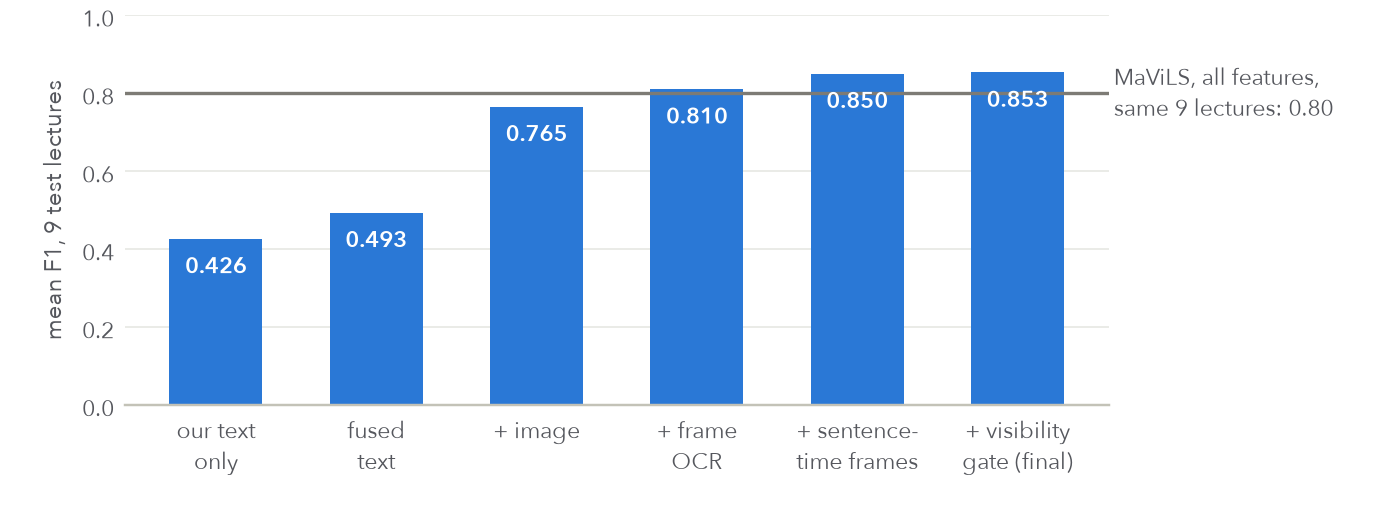 1.0
0.8
0.6
0.4
0.2
0.0
mean F1, 9 test lectures
0.426
0.493
0.765
0.810
0.850
0.853
MaViLS, all features,
same 9 lectures: 0.80
our text
only
fused
text
+ image
+ frame
OCR
+ sentence-
time frames
+ visibility
gate (final)